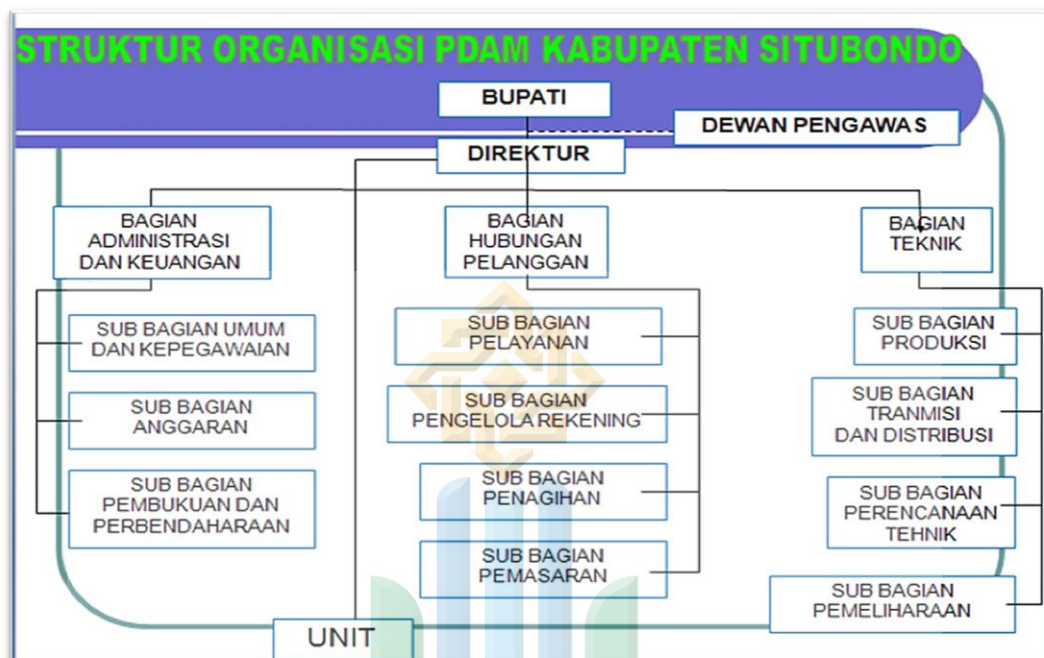 STRUKTUR ORGANISASI PDAM KABUPATEN SITUBONDO
BUPATI
DEWAN PENGAWAS
DIREKTUR
BAGIAN
ADMINISTRASI
DAN KEUANGAN
BAGIAN
HUBUNGAN
PELANGGAN
BAGIAN
TEKNIK
SUB BAGIAN UMUM
DAN KEPEGAWAIAN
SUB BAGIAN
ANGGARAN
SUB BAGIAN
PEMBUKUAN DAN
PERBENDAHARAAN
SUB BAGIAN
PELAYANAN
SUB BAGIAN
PENGELOLA REKENING
SUB BAGIAN
PENAGIHAN
SUB BAGIAN
PEMASARAN
SUB BAGIAN
PRODUKSI
SUB BAGIAN
TRANMISI
DAN DISTRIBUSI
SUB BAGIAN
PERENCANAAN
TEHNIK
SUB BAGIAN
PEMELIHARAAN
UNIT